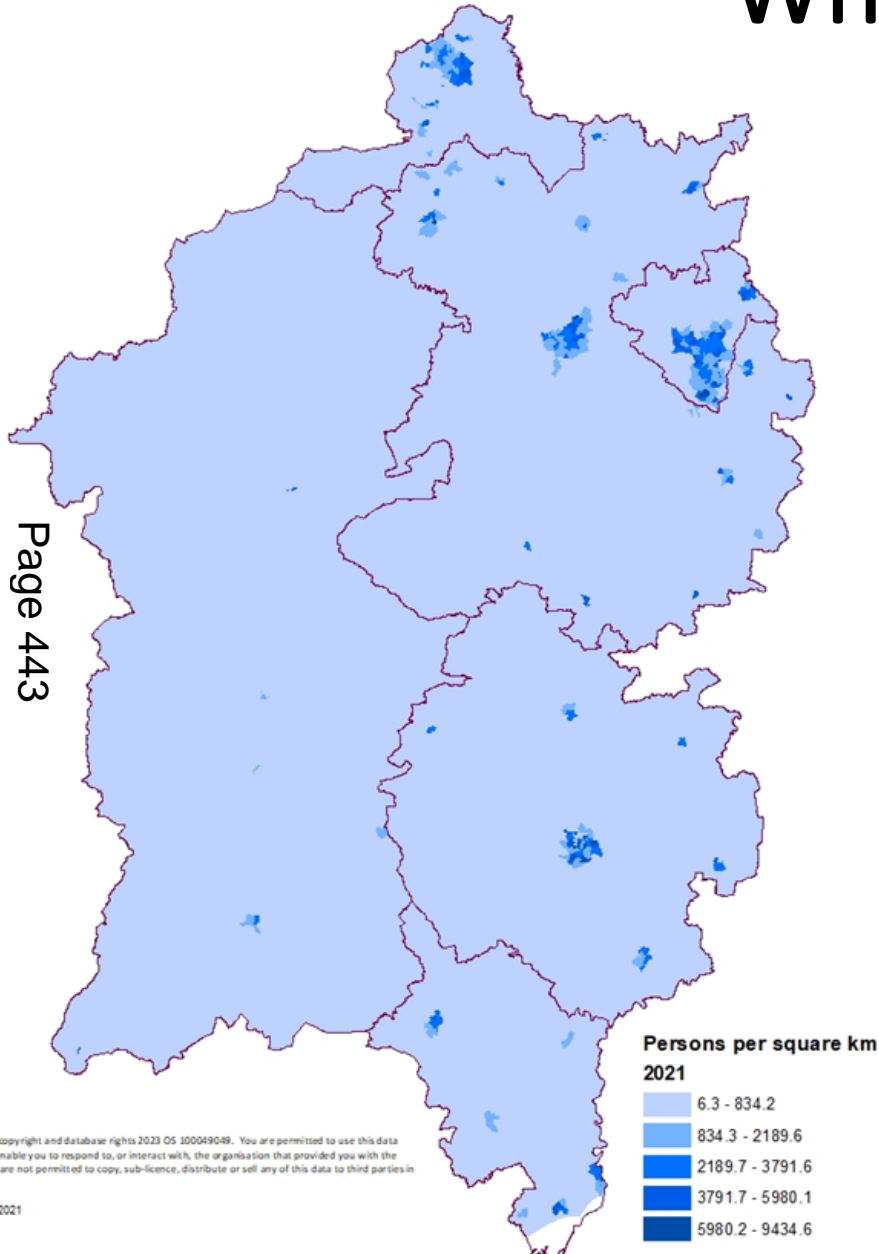 Page 443
Persons per square km
2021
6.3 - 834.2
834.3 - 2189.6
2189.7 - 3791.6
3791.7 - 5980.1
5980.2 - 9434.6
copyright and database rights 2023 OS 100049049. You are permitted to use this data
enable you to respond to, or interact with, the organisation that provided you with the
are not permitted to copy, sub-licence, distribute or sell any of this data to third parties in
2021